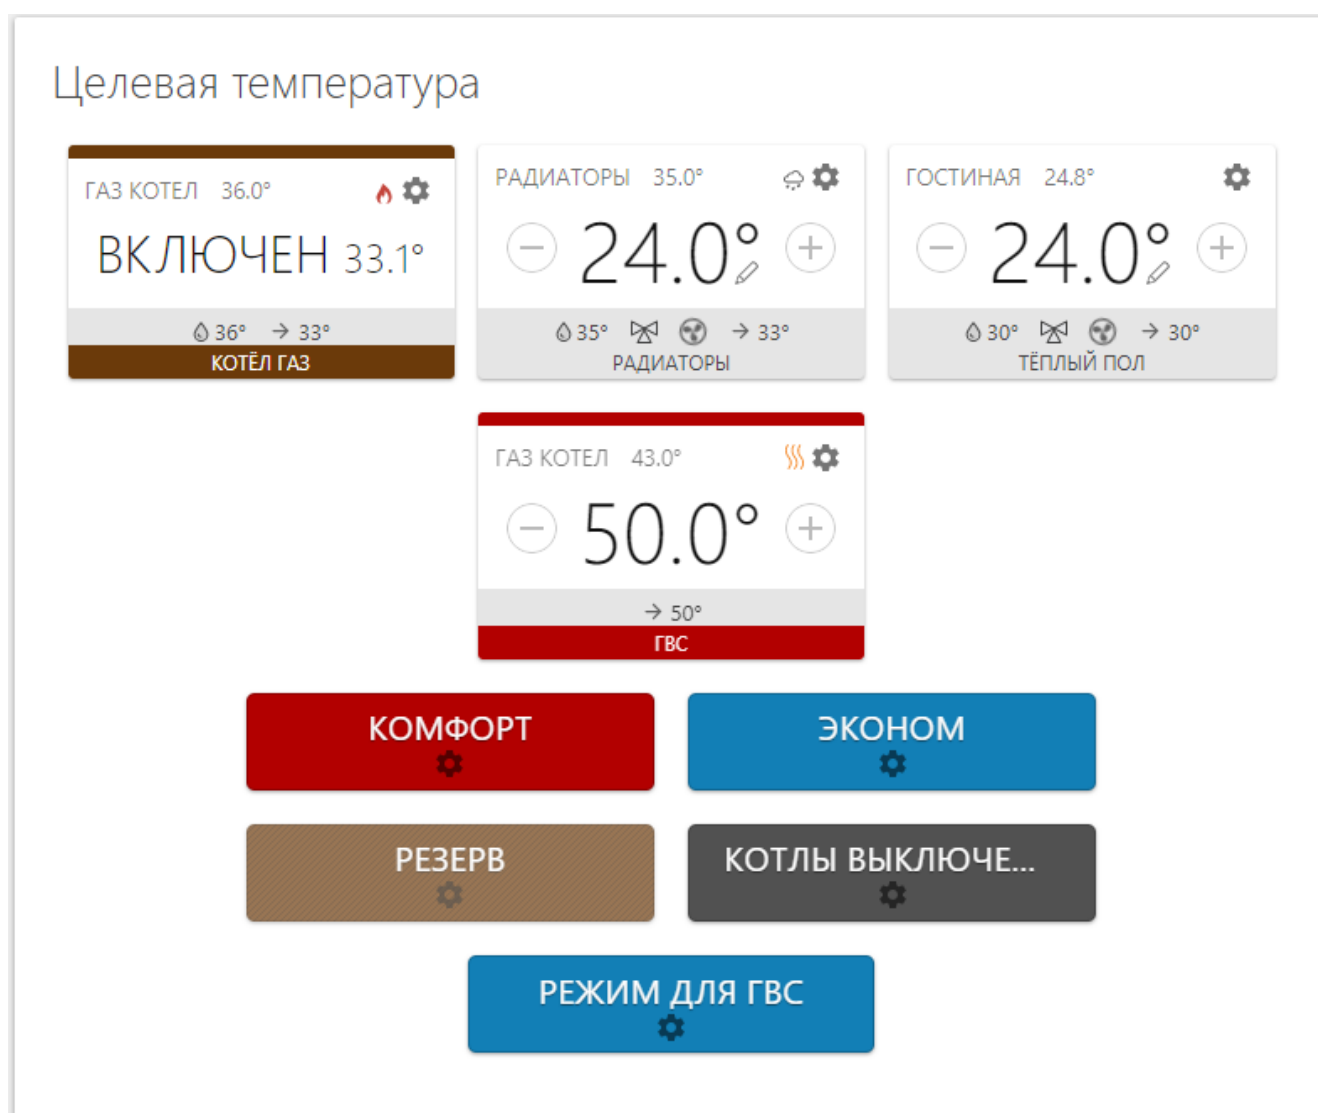 Целевая температура
ГАЗ КОТЕЛ 36.0°
ВКЛЮЧЕН 33.1°
36° → 33°
КОТЁЛ ГАЗ
РАДИАТОРЫ 35.0°
24.0°
35° → 33°
РАДИАТОРЫ
ГОСТИНАЯ 24.8°
24.0°
30° → 30°
ТЁПЛЫЙ ПОЛ
ГАЗ КОТЕЛ 43.0°
50.0°
→ 50°
ГВС
КОМФОРТ
ЭКОНОМ
РЕЗЕРВ
КОТЛЫ ВЫКЛЮЧЕ...
РЕЖИМ ДЛЯ ГВС